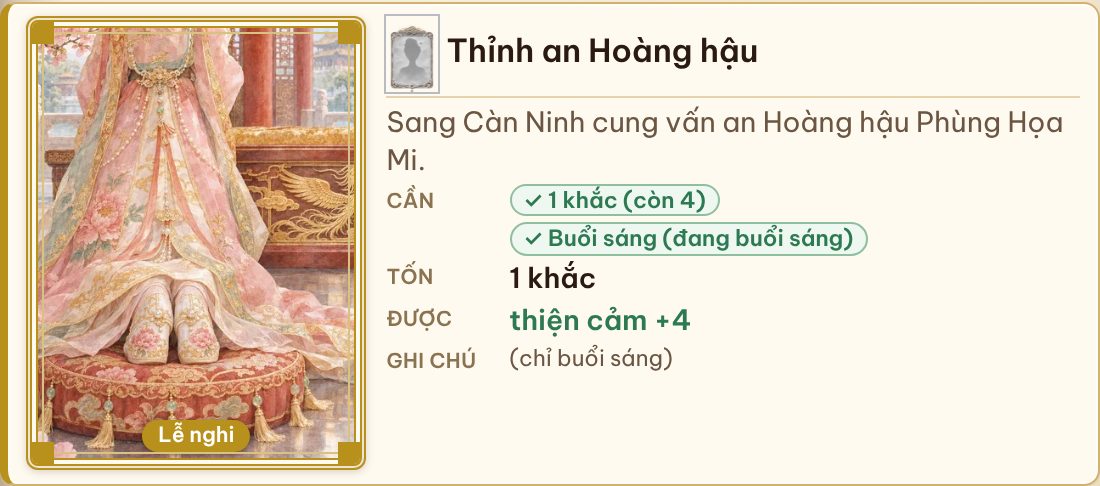 Thỉnh an Hoàng hậu
Sang Càn Ninh cung vấn an Hoàng hậu Phùng Họa
Mi.
CẦN
✓ 1 khắc (còn 4)
✓ Buổi sáng (đang buổi sáng)
TỐN
1 khắc
ĐƯỢC
thiện cảm +4
GHI CHÚ
(chỉ buổi sáng)
Lễ nghi